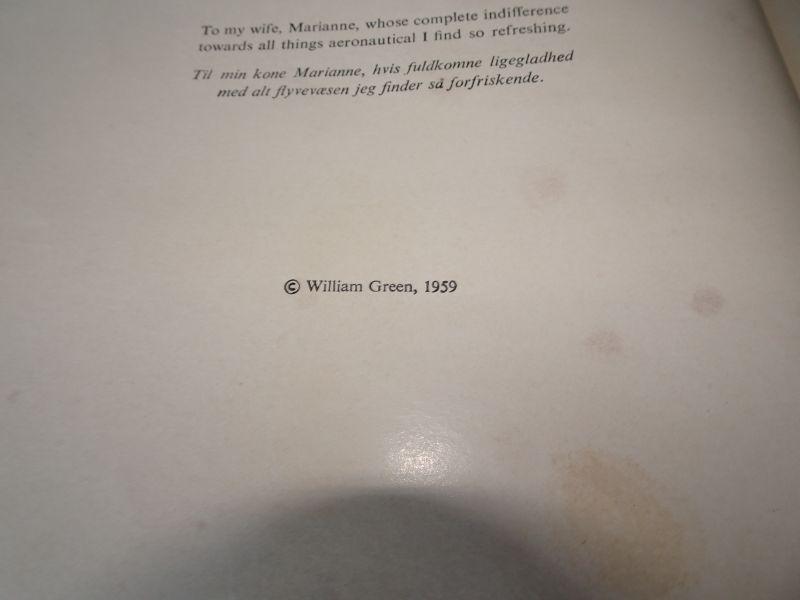 To my wife, Marianne, whose complete indifference
towards all things aeronautical I find so refreshing.
Til min kone Marianne, hvis fuldkomne ligegladhed
med alt flyvevæsen jeg finder så forfriskende.
© William Green, 1959